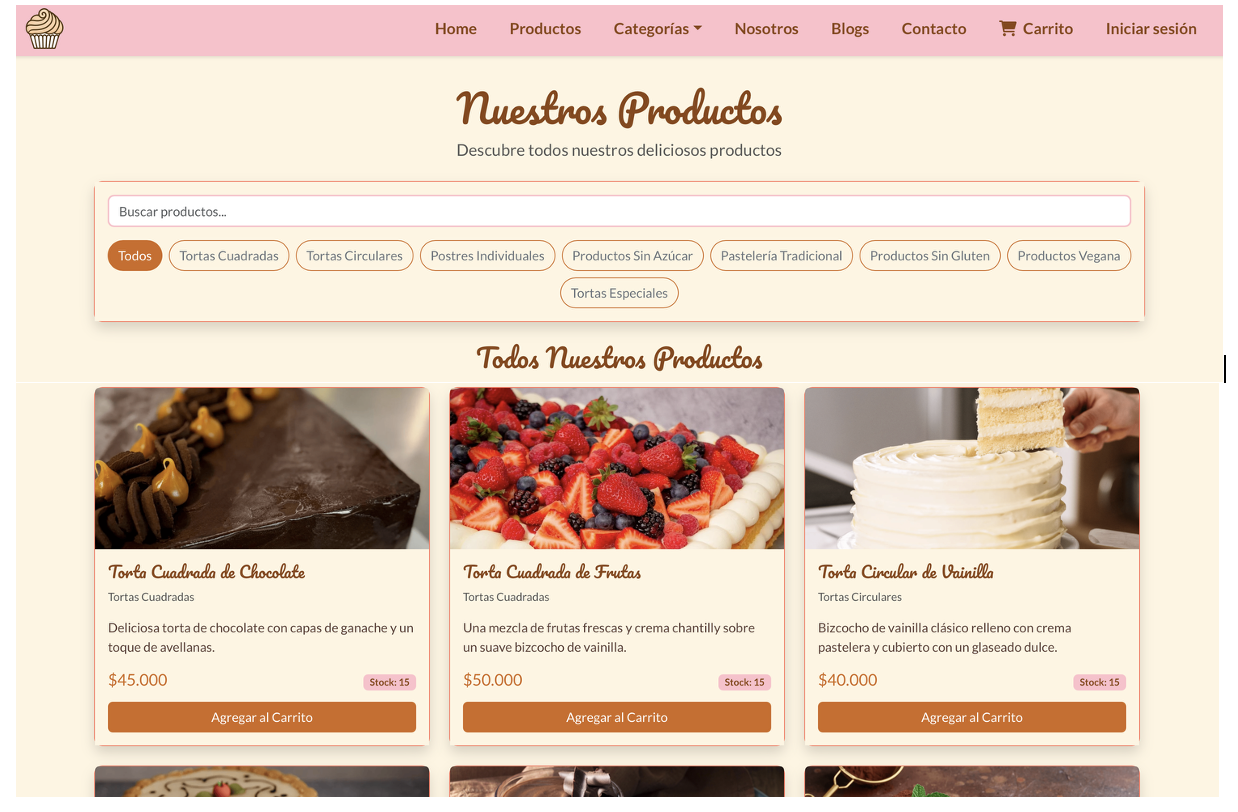 Home Productos Categorías Nosotros Blogs Contacto Carrito Iniciar sesión
Nuestros Productos
Descubre todos nuestros deliciosos productos
Buscar productos...
Todos Tortas Cuadradas Tortas Circulares Postres Individuales Productos Sin Azúcar Pastelería Tradicional Productos Sin Gluten Productos Vegana
Tortas Especiales
Todos Nuestros Productos
Torta Cuadrada de Chocolate
Tortas Cuadradas
Deliciosa torta de chocolate con capas de ganache y un
toque de avellanas.
$45.000 Stock: 15
Agregar al Carrito
Torta Cuadrada de Frutas
Tortas Cuadradas
Una mezcla de frutas frescas y crema chantilly sobre
un suave bizcocho de vainilla.
$50.000 Stock: 15
Agregar al Carrito
Torta Circular de Vainilla
Tortas Circulares
Bizcocho de vainilla clásico relleno con crema
pastelera y cubierto con un glaseado dulce.
$40.000 Stock: 15
Agregar al Carrito